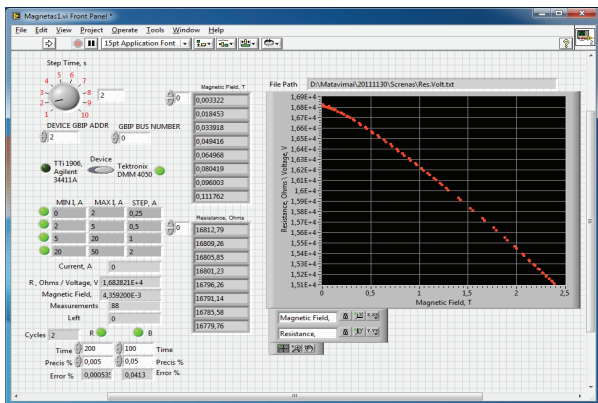 Magnetas1.vi Front Panel *
File Edit View Project Operate Tools Window Help
15pt Application Font
Step Time, s
1 2 3 4 5 6 7 8 9 10
2
DEVICE GBIP ADDR GBIP BUS NUMBER
2 0
TTi 1906, Agilent 34411A
Device
Tektronix DMM 4050
MIN I, A MAX I, A STEP, A
0 2 0,25
2 5 0,5
5 20 1
20 50 2
Current, A 0
R, Ohms / Voltage, V 1,682821E+4
Magnetic Field, 4,359200E-3
Measurements 88
Left 0
Cycles 2 R B
Time 200 100 Time
Precis % 0,005 0,05 Precis %
Error % 0,000535 0,0413 Error %
Magnetic Field, T
0
0,003322
0,018453
0,033918
0,049416
0,064968
0,080419
0,096003
0,111762
Resistance, Ohms
0
16812,79
16809,26
16805,85
16801,23
16796,26
16791,14
16785,58
16779,76
File Path D:\Matavimai\20111130\Screnas\Res.Volt.txt
Resistance, Ohms \ Voltage, V
1,69E+4
1,68E+4
1,67E+4
1,66E+4
1,65E+4
1,64E+4
1,63E+4
1,62E+4
1,61E+4
1,6E+4
1,59E+4
1,58E+4
1,57E+4
1,56E+4
1,55E+4
1,54E+4
1,53E+4
1,52E+4
1,51E+4
0 0,5 1 1,5 2 2,5
Magnetic Field, T
Magnetic Field,
Resistance,